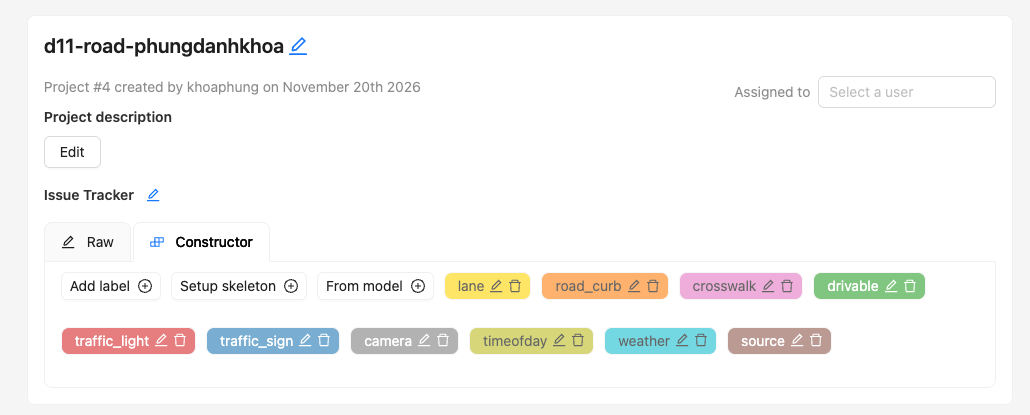 d11-road-phungdanhkhoa
Project #4 created by khoaphung on November 20th 2026
Assigned to
Select a user
Project description
Edit
Issue Tracker
Raw
Constructor
Add label
Setup skeleton
From model
lane
road_curb
crosswalk
drivable
traffic_light
traffic_sign
camera
timeofday
weather
source